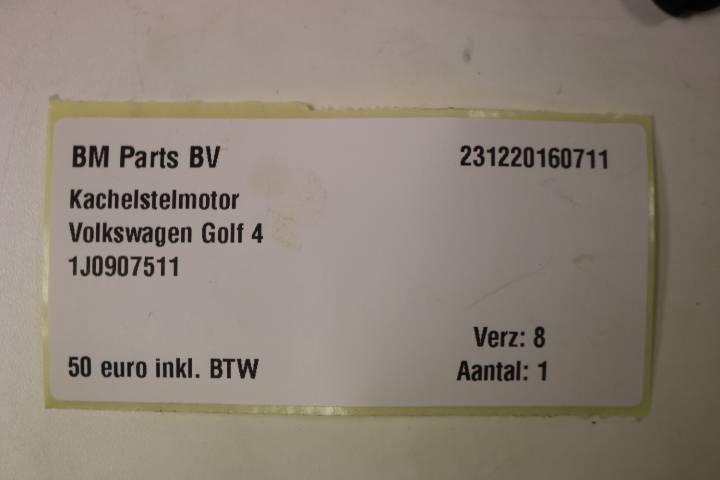 BM Parts BV 231220160711
Kachelstelmotor
Volkswagen Golf 4
1J0907511
Verz: 8
50 euro inkl. BTW Aantal: 1